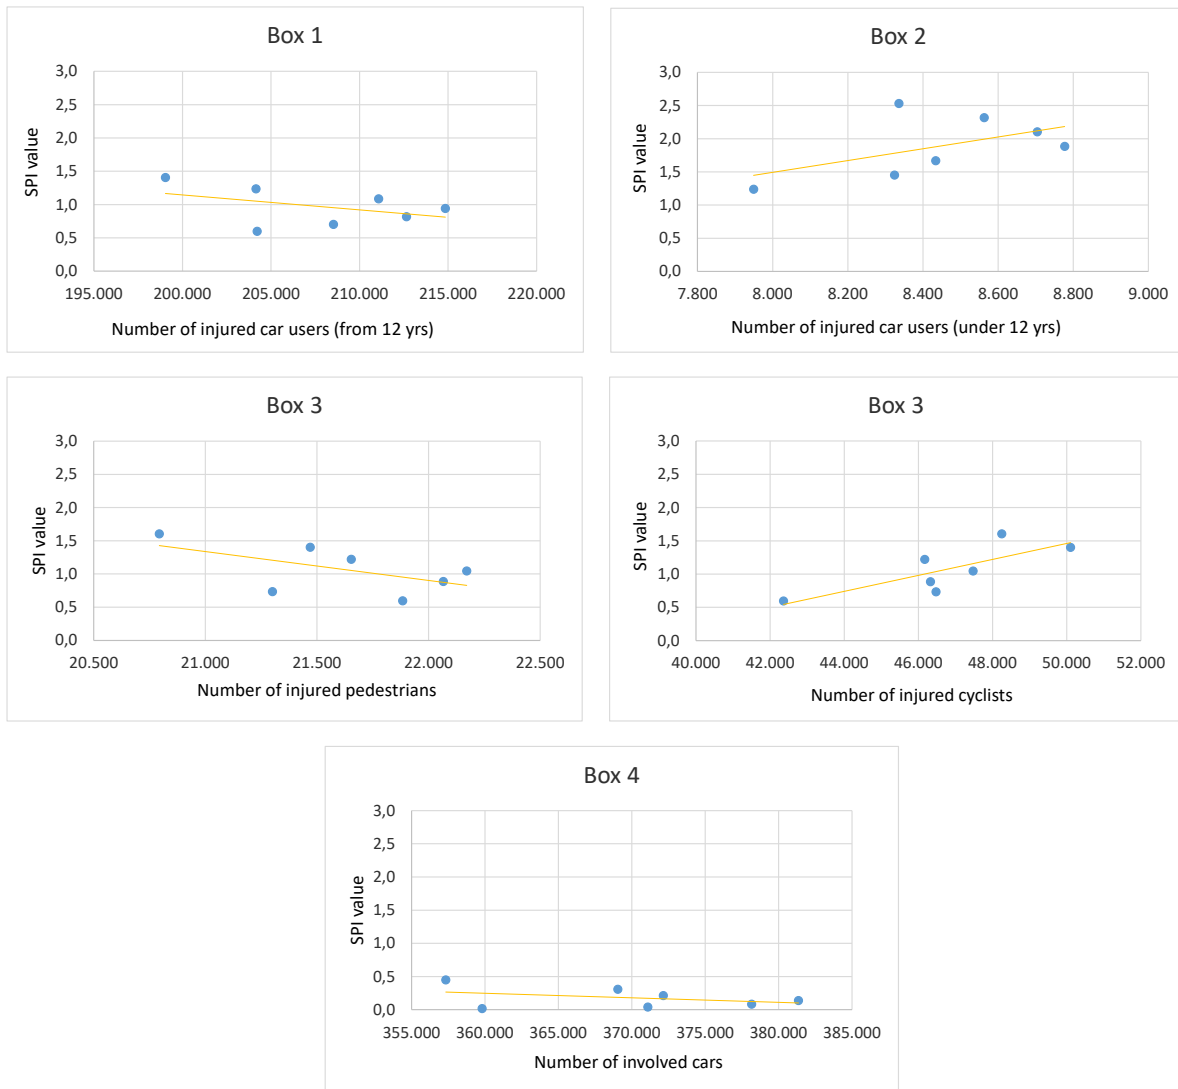 Box 1
3,0
2,5
2,0
1,5
1,0
0,5
0,0
SPI value
195.000 200.000 205.000 210.000 215.000 220.000
Number of injured car users (from 12 yrs)
Box 2
3,0
2,5
2,0
1,5
1,0
0,5
0,0
SPI value
7.800 8.000 8.200 8.400 8.600 8.800 9.000
Number of injured car users (under 12 yrs)
Box 3
3,0
2,5
2,0
1,5
1,0
0,5
0,0
SPI value
20.500 21.000 21.500 22.000 22.500
Number of injured pedestrians
Box 3
3,0
2,5
2,0
1,5
1,0
0,5
0,0
SPI value
40.000 42.000 44.000 46.000 48.000 50.000 52.000
Number of injured cyclists
Box 4
3,0
2,5
2,0
1,5
1,0
0,5
0,0
SPI value
355.000 360.000 365.000 370.000 375.000 380.000 385.000
Number of involved cars